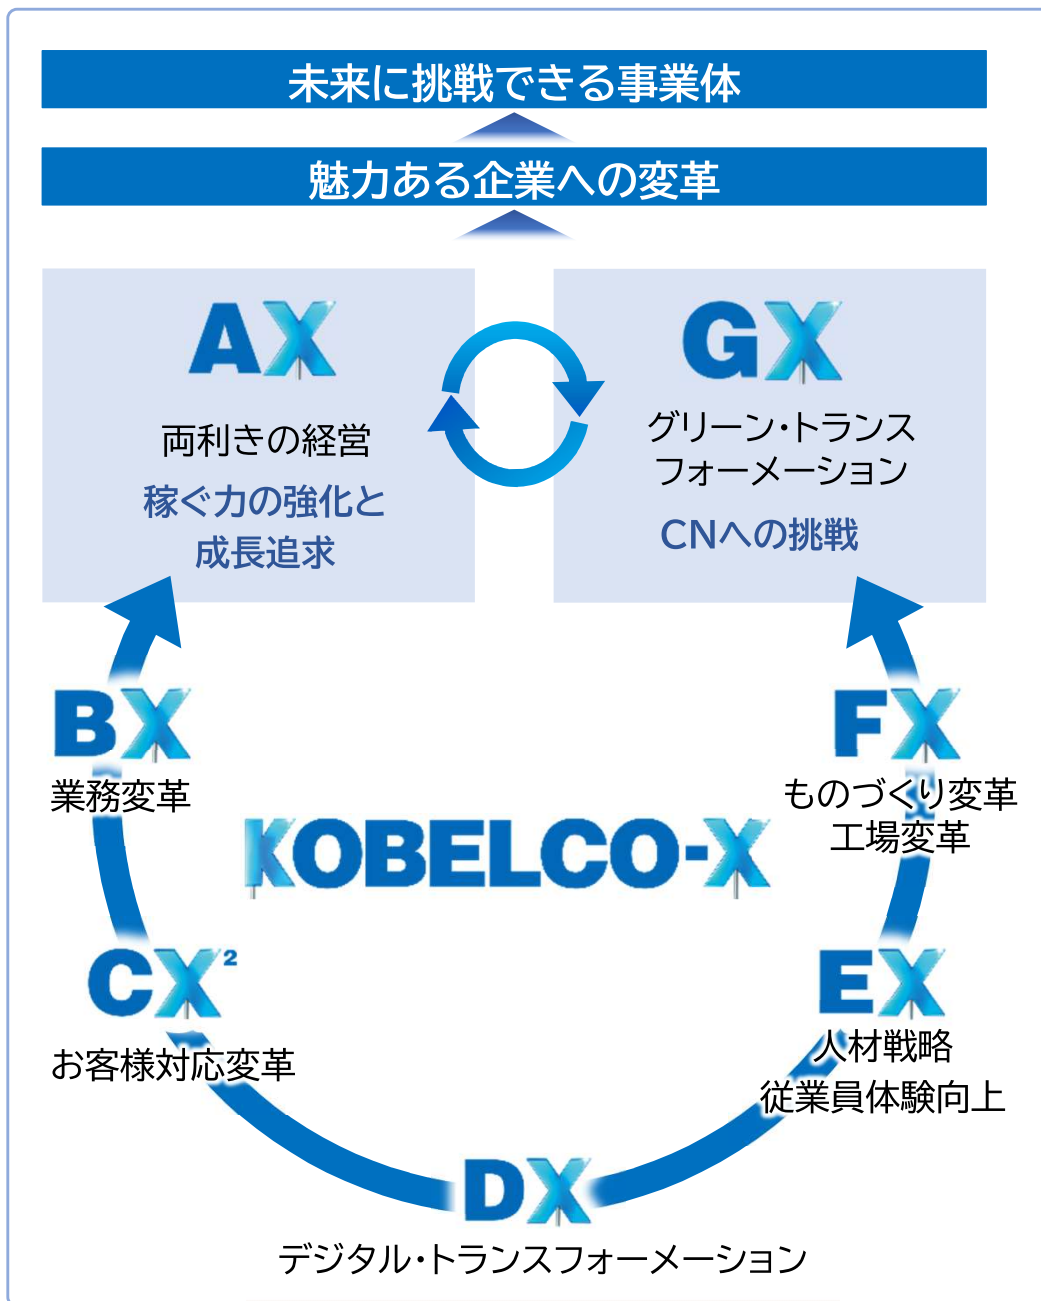 未来に挑戦できる事業体
魅力ある企業への変革
AX
両利きの経営
稼ぐ力の強化と
成長追求
GX
グリーン・トランス
フォーメーション
CNへの挑戦
BX
業務変革
FX
ものづくり変革
工場変革
KOBELCO-X
CX²
お客様対応変革
EX
人材戦略
従業員体験向上
DX
デジタル・トランスフォーメーション